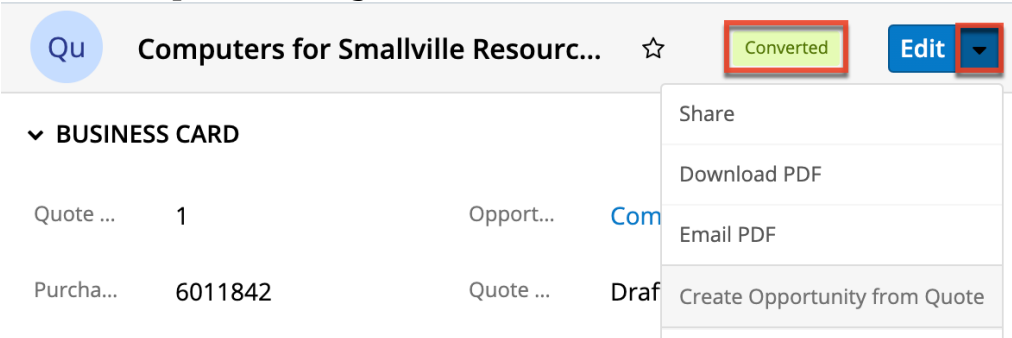 Qu Computers for Smallville Resourc... Converted Edit
Share
BUSINESS CARD
Download PDF
Quote ... 1 Opport... Com
Email PDF
Purcha... 6011842 Quote ... Draf
Create Opportunity from Quote